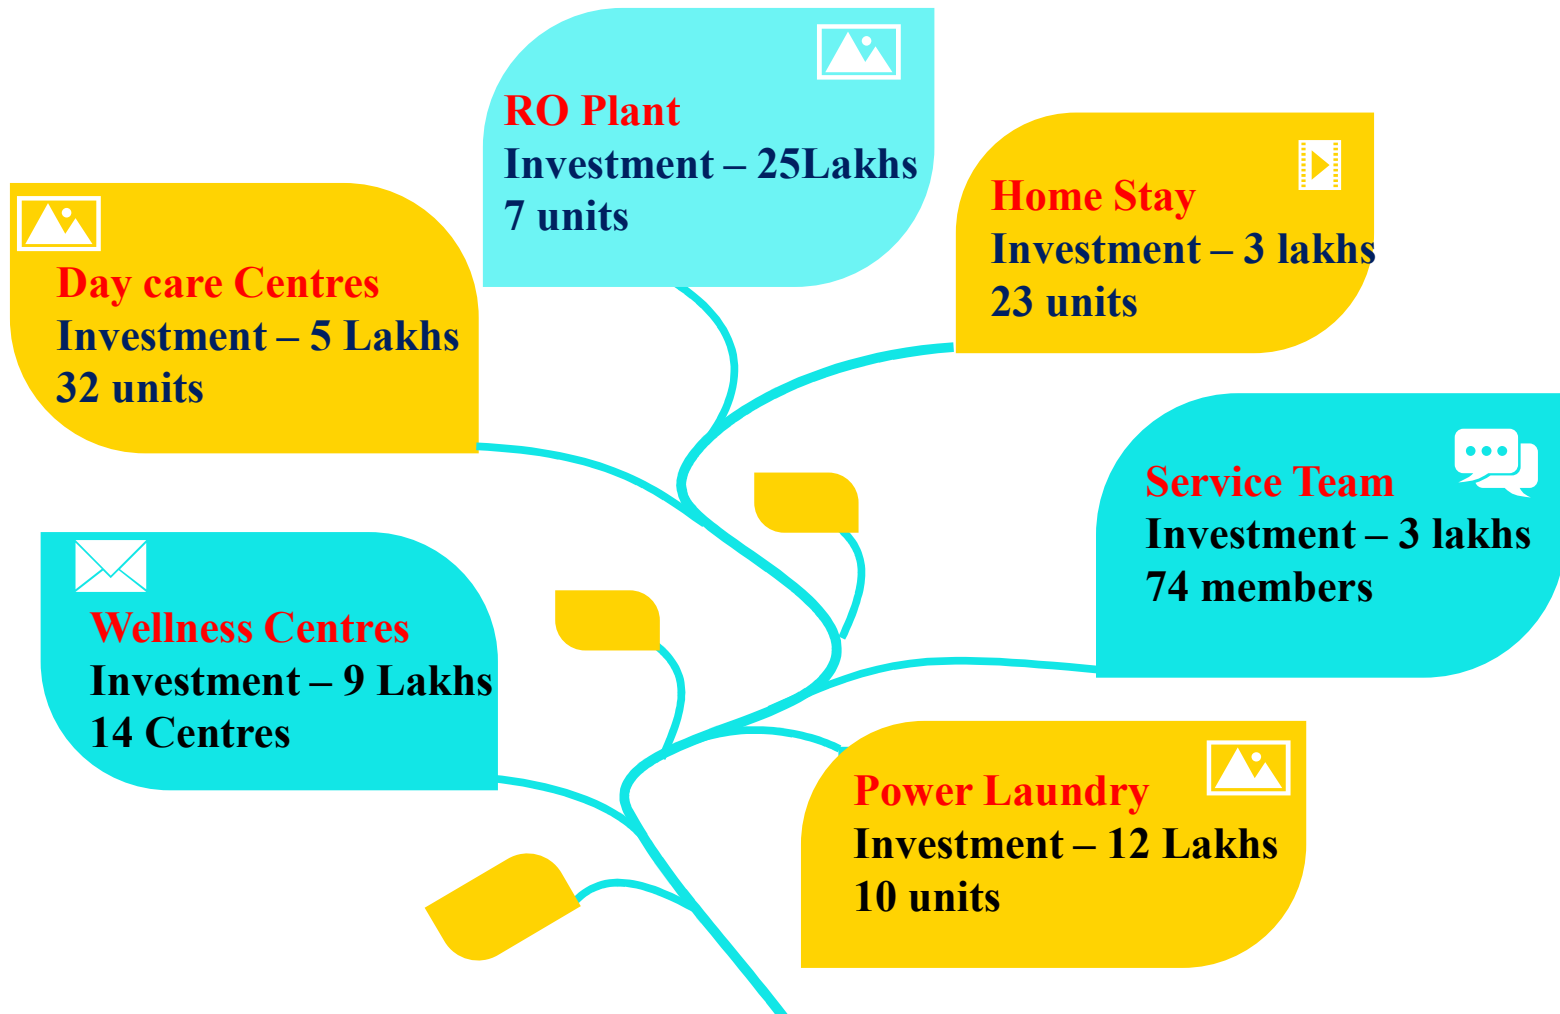 RO Plant
Investment – 25Lakhs
7 units
Home Stay
Investment – 3 lakhs
23 units
Day care Centres
Investment – 5 Lakhs
32 units
Service Team
Investment – 3 lakhs
74 members
Wellness Centres
Investment – 9 Lakhs
14 Centres
Power Laundry
Investment – 12 Lakhs
10 units